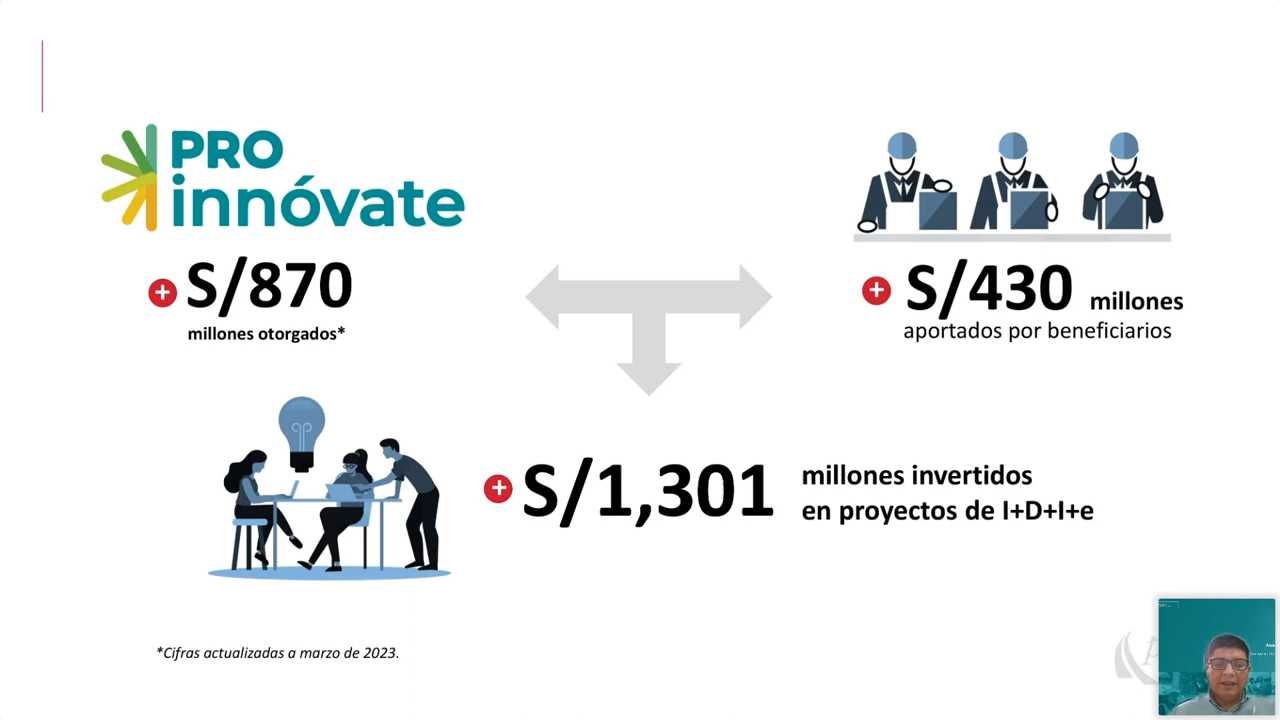 PRO
innóvate
+ S/870
millones otorgados*
+ S/430 millones
aportados por beneficiarios
+ S/1,301
millones invertidos
en proyectos de I+D+I+e
*Cifras actualizadas a marzo de 2023.